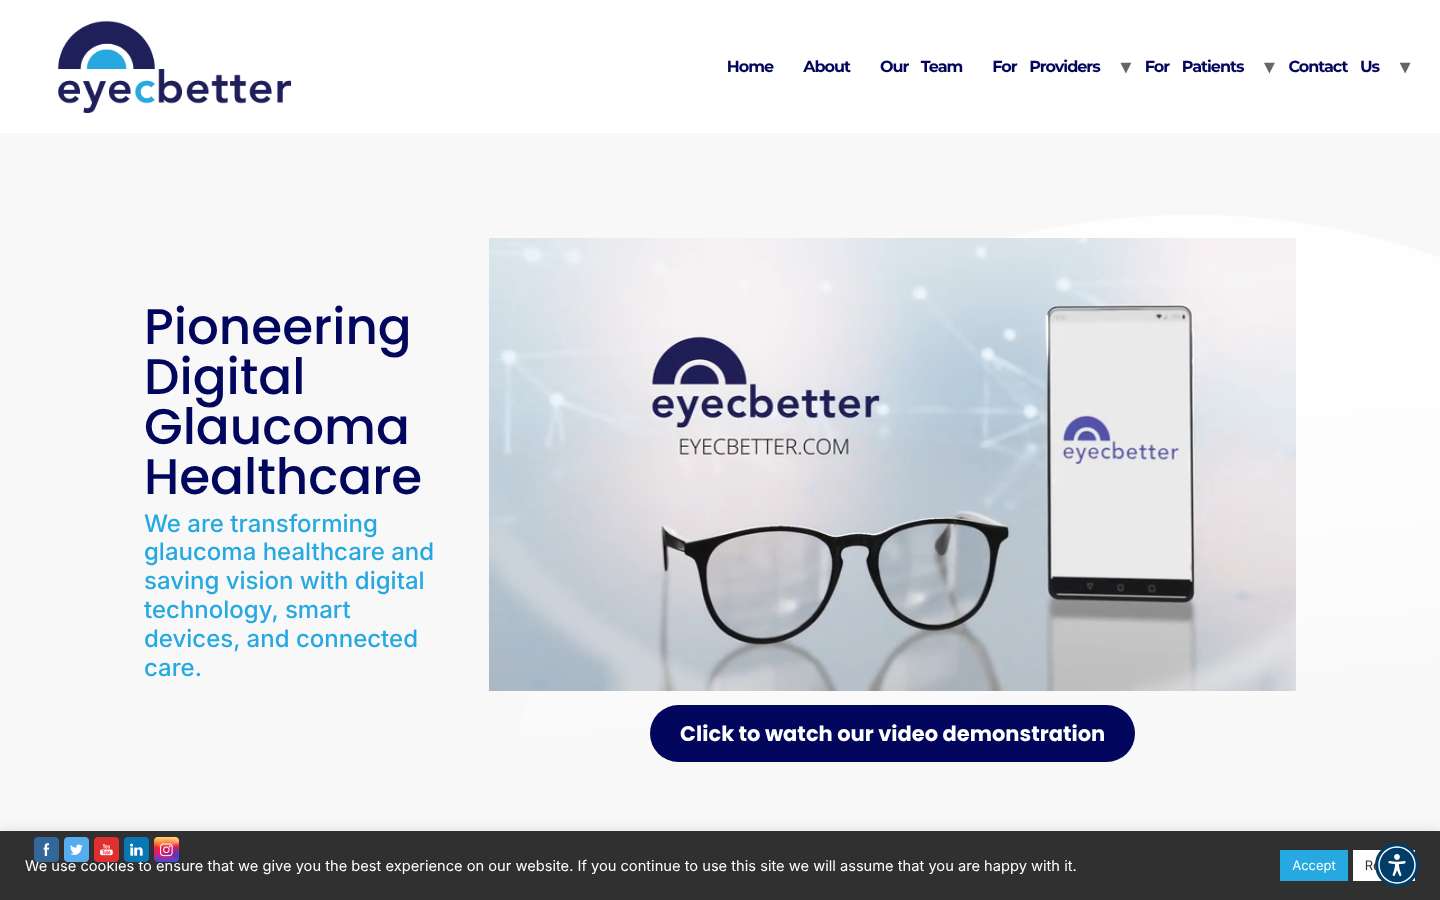 eyecbetter
Home About Our Team For Providers ▼ For Patients ▼ Contact Us ▼
Pioneering
Digital
Glaucoma
Healthcare
We are transforming
glaucoma healthcare and
saving vision with digital
technology, smart
devices, and connected
care.
eyecbetter
EYECBETTER.COM
eyecbetter
Click to watch our video demonstration
We use cookies to ensure that we give you the best experience on our website. If you continue to use this site we will assume that you are happy with it.
Accept